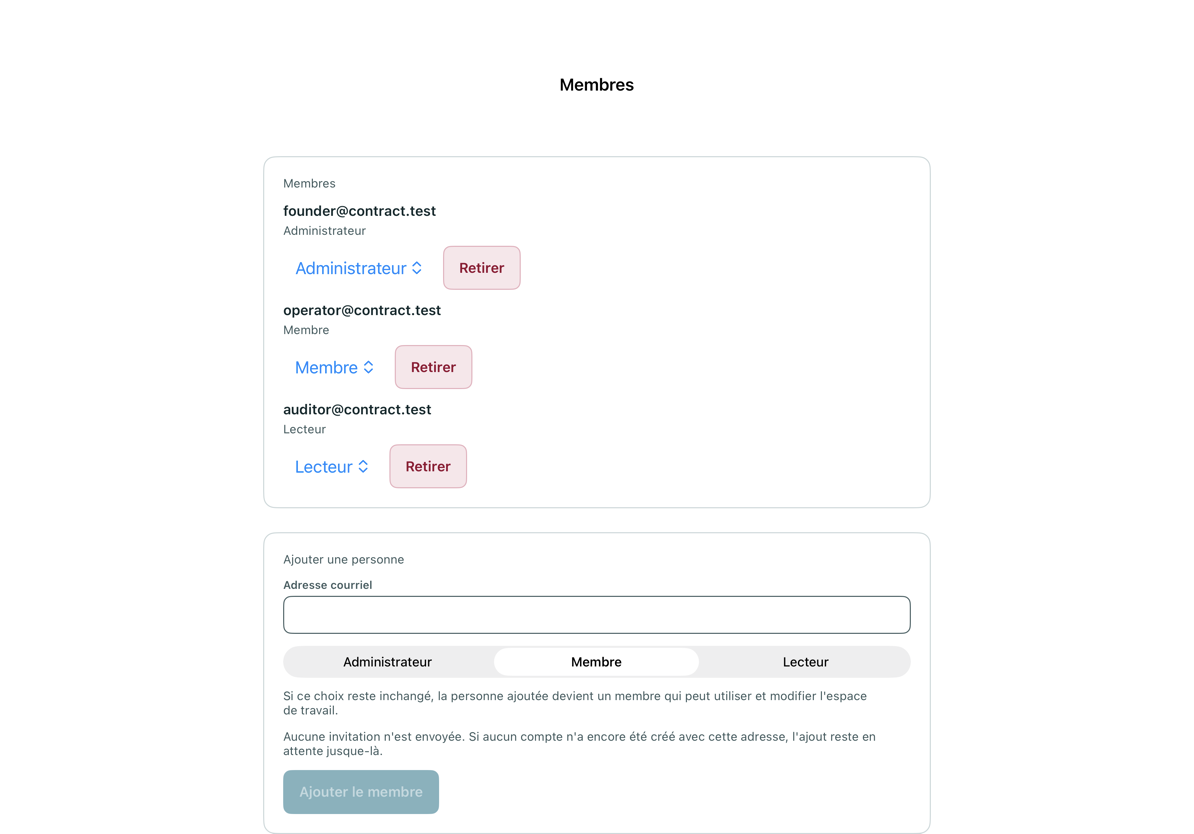 Membres
Membres
founder@contract.test
Administrateur
Administrateur
Retirer
operator@contract.test
Membre
Membre
Retirer
auditor@contract.test
Lecteur
Lecteur
Retirer
Ajouter une personne
Adresse courriel
Administrateur
Membre
Lecteur
Si ce choix reste inchangé, la personne ajoutée devient un membre qui peut utiliser et modifier l'espace
de travail.
Aucune invitation n'est envoyée. Si aucun compte n'a encore été créé avec cette adresse, l'ajout reste en
attente jusque-là.
Ajouter le membre